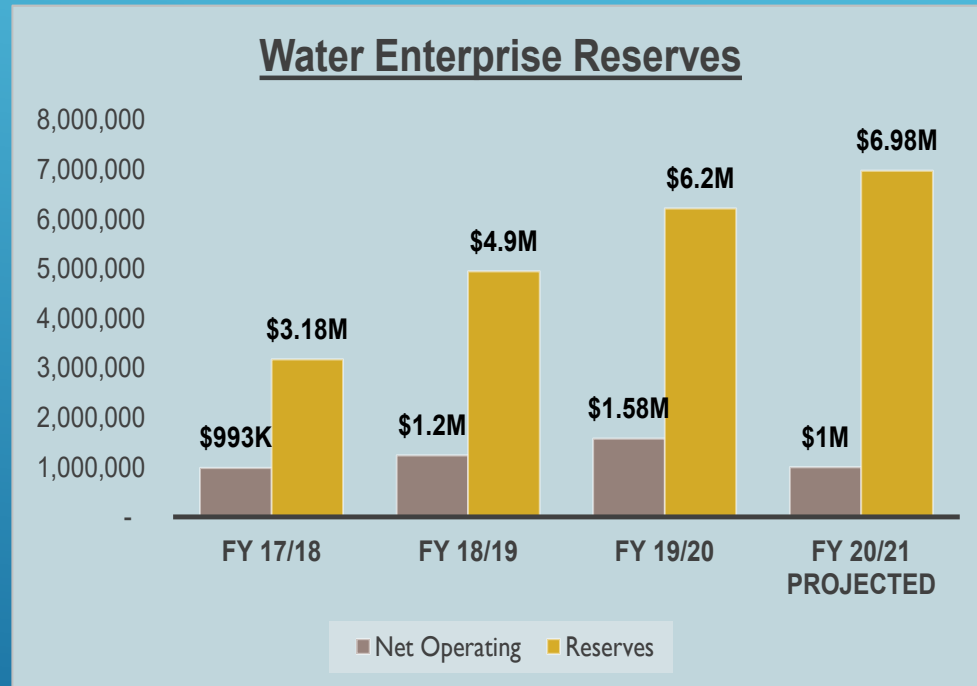 Water Enterprise Reserves
8,000,000
7,000,000
6,000,000
5,000,000
4,000,000
3,000,000
2,000,000
1,000,000
-
$993K
$3.18M
$1.2M
$4.9M
$1.58M
$6.2M
$1M
$6.98M
FY 17/18
FY 18/19
FY 19/20
FY 20/21
PROJECTED
Net Operating
Reserves